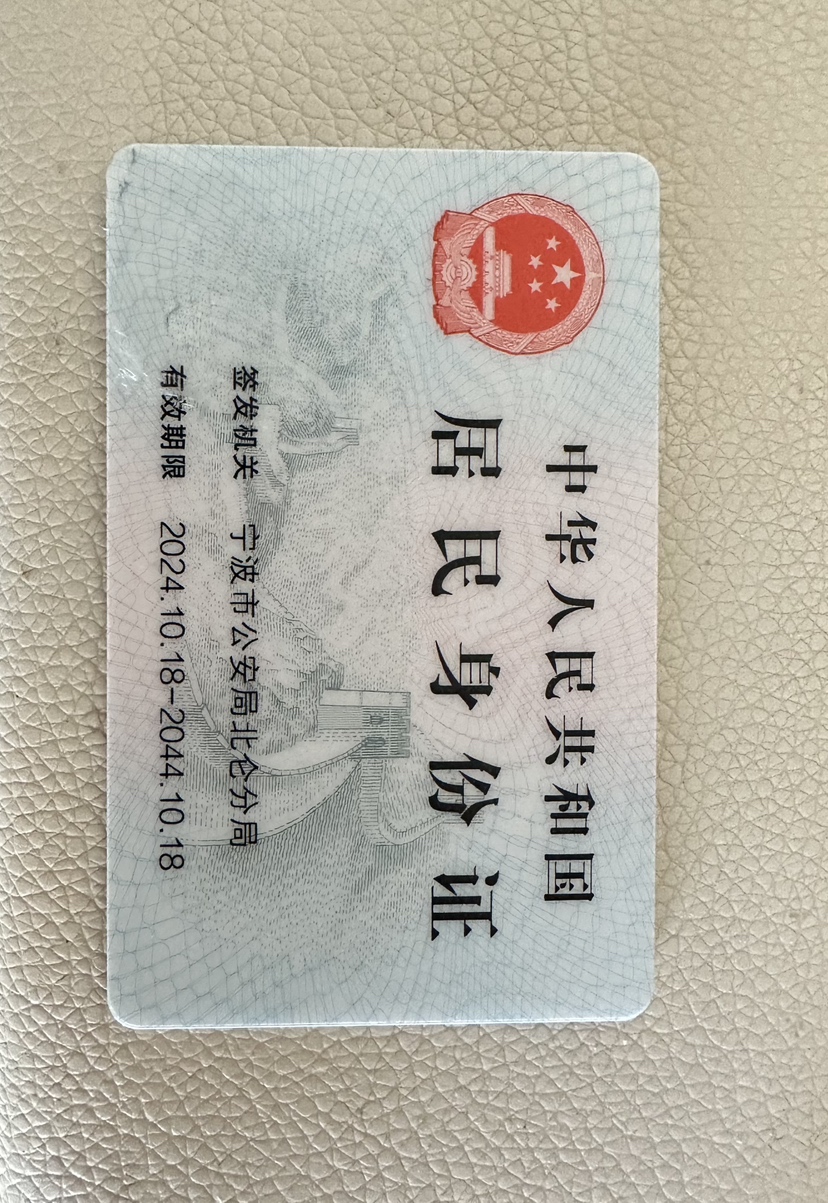 中华人民共和国
居民身份证
签发机关 宁波市公安局北仑分局
有效期限 2024.10.18-2044.10.18